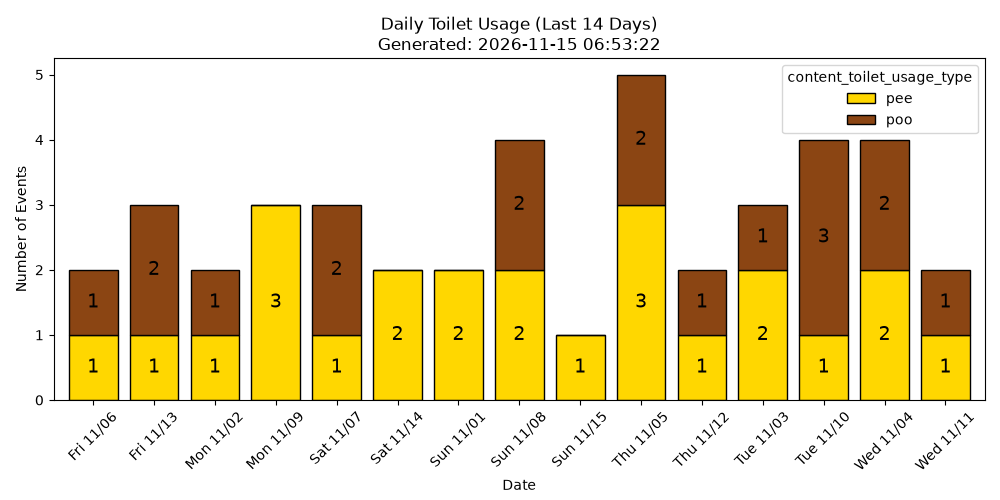 Daily Toilet Usage (Last 14 Days)
Generated: 2026-11-15 06:53:22
content_toilet_usage_type
pee
poo
Number of Events
5
4
3
2
1
0
1 2 1 2 2 2 1 1 3 2 1
1 1 1 3 1 2 2 2 1 3 1 2 1 2 1
Fri 11/06
Fri 11/13
Mon 11/02
Mon 11/09
Sat 11/07
Sat 11/14
Sun 11/01
Sun 11/08
Sun 11/15
Thu 11/05
Thu 11/12
Tue 11/03
Tue 11/10
Wed 11/04
Wed 11/11
Date